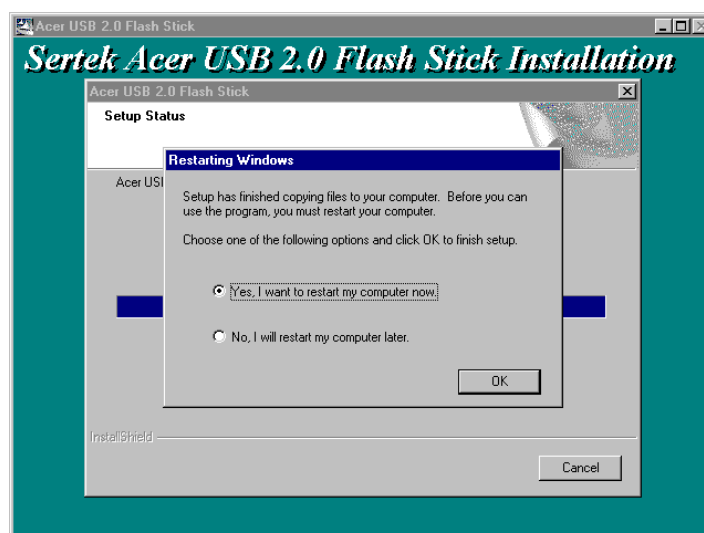 Acer USB 2.0 Flash Stick
Sertek Acer USB 2.0 Flash Stick Installation
Acer USB 2.0 Flash Stick
Setup Status
Restarting Windows
Acer USI
Setup has finished copying files to your computer. Before you can
use the program, you must restart your computer.
Choose one of the following options and click OK to finish setup.
Yes, I want to restart my computer now.
No, I will restart my computer later.
OK
InstallShield
Cancel